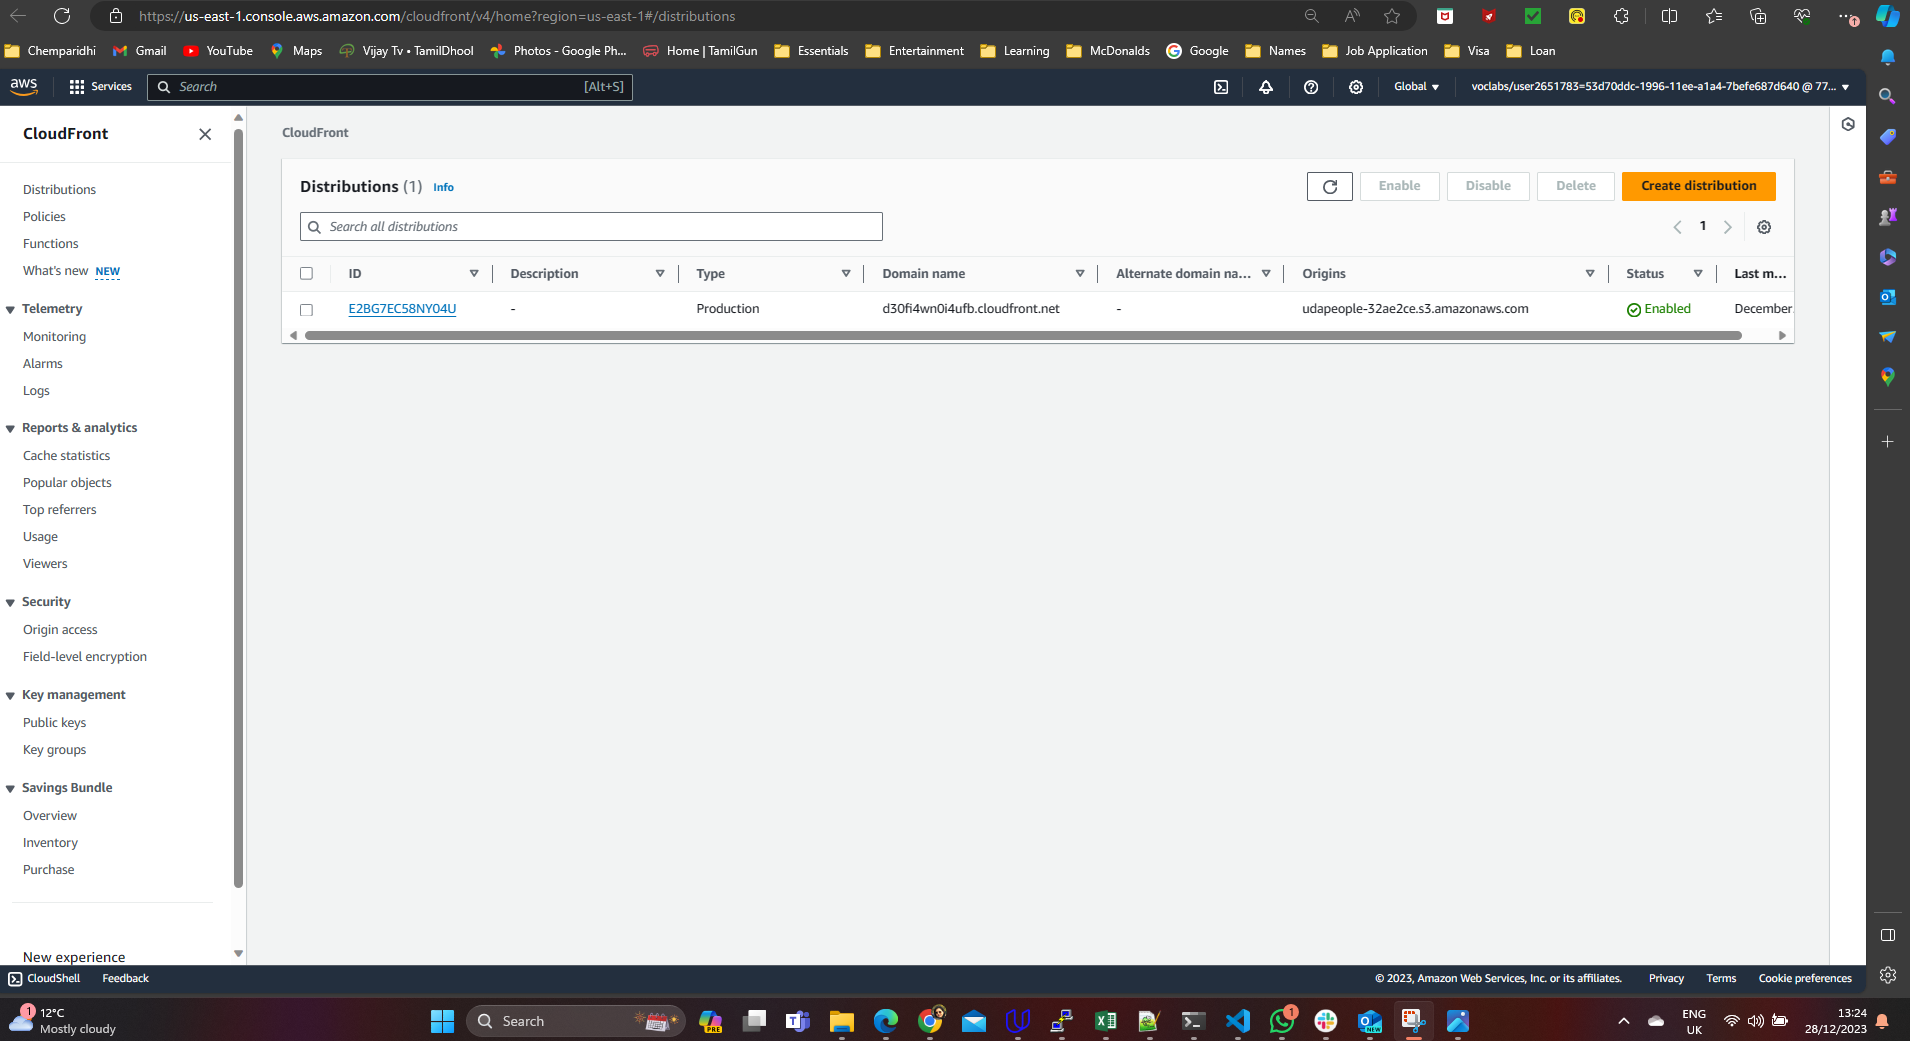 https://us-east-1.console.aws.amazon.com/cloudfront/v4/home?region=us-east-1#/distributions
Chemparidhi Gmail YouTube Maps Vijay Tv • TamilDhool Photos - Google Ph... Home | TamilGun Essentials Entertainment Learning McDonalds Google Names Job Application Visa Loan
aws Services Search [Alt+S] Global voclabs/user2651783=53d70ddc-1996-11ee-a1a4-7befe687d640 @ 77...
CloudFront
Distributions
Policies
Functions
What's new NEW
Telemetry
Monitoring
Alarms
Logs
Reports & analytics
Cache statistics
Popular objects
Top referrers
Usage
Viewers
Security
Origin access
Field-level encryption
Key management
Public keys
Key groups
Savings Bundle
Overview
Inventory
Purchase
New experience
CloudFront
Distributions (1) Info Enable Disable Delete Create distribution
Search all distributions 1
ID Description Type Domain name Alternate domain na... Origins Status Last m...
E2BG7EC58NY04U - Production d30fi4wn0i4ufb.cloudfront.net - udapeople-32ae2ce.s3.amazonaws.com Enabled December
CloudShell Feedback © 2023, Amazon Web Services, Inc. or its affiliates. Privacy Terms Cookie preferences
1 12°C
Mostly cloudy
Search PRE 1 NEW
ENG
UK
13:24
28/12/2023